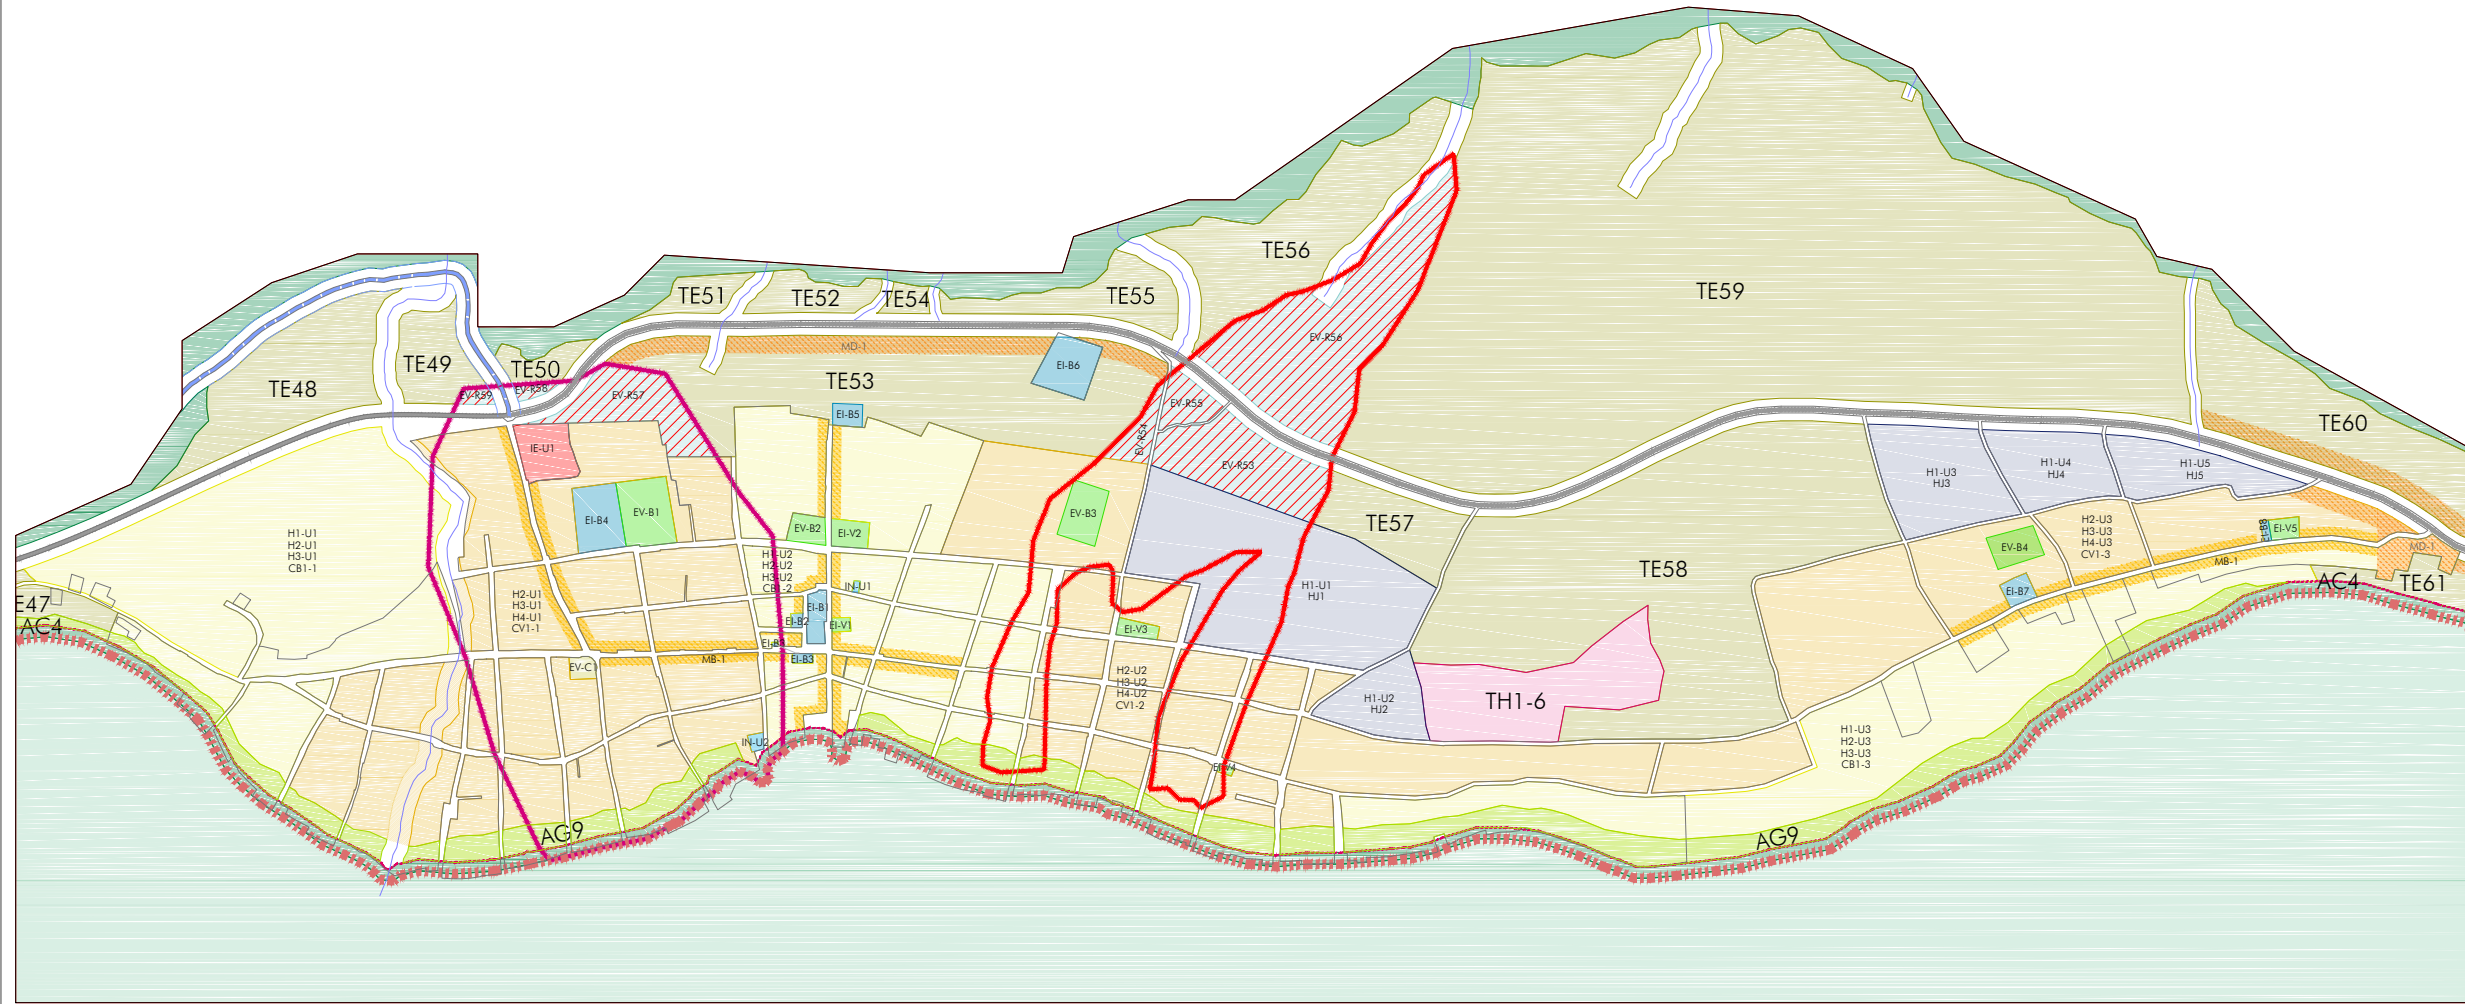 TE56
TE59
TE51
TE52
TE54
TE55
EV-R56
MD-1
TE49
TE50
EV-R58
EV-R59
EV-R57
TE48
TE53
EI-B6
EI-B5
EV-R55
EV-R54
EV-R53
TE60
IE-U1
EI-B4
EV-B1
EV-B2
EI-V2
EV-B3
TE57
H1-U3
HJ3
H1-U4
HJ4
H1-U5
HJ5
H1-U1
H2-U1
H3-U1
CB1-1
H1-U2
H2-U2
H3-U2
CB1-2
IN-U1
H1-U1
HJ1
TE58
EV-B4
H2-U3
H3-U3
H4-U3
CV1-3
EI-B8
EI-V5
MD-1
MB-1
AC4
TE61
EI-B7
E47
AC4
H2-U1
H3-U1
H4-U1
CV1-1
EI-B1
EI-B2
EI-V1
EI-B3
MB-1
EV-C1
EI-V3
H2-U2
H3-U2
H4-U2
CV1-2
H1-U2
HJ2
TH1-6
IN-U2
EI-V4
H1-U3
H2-U3
H3-U3
CB1-3
AG9
AG9